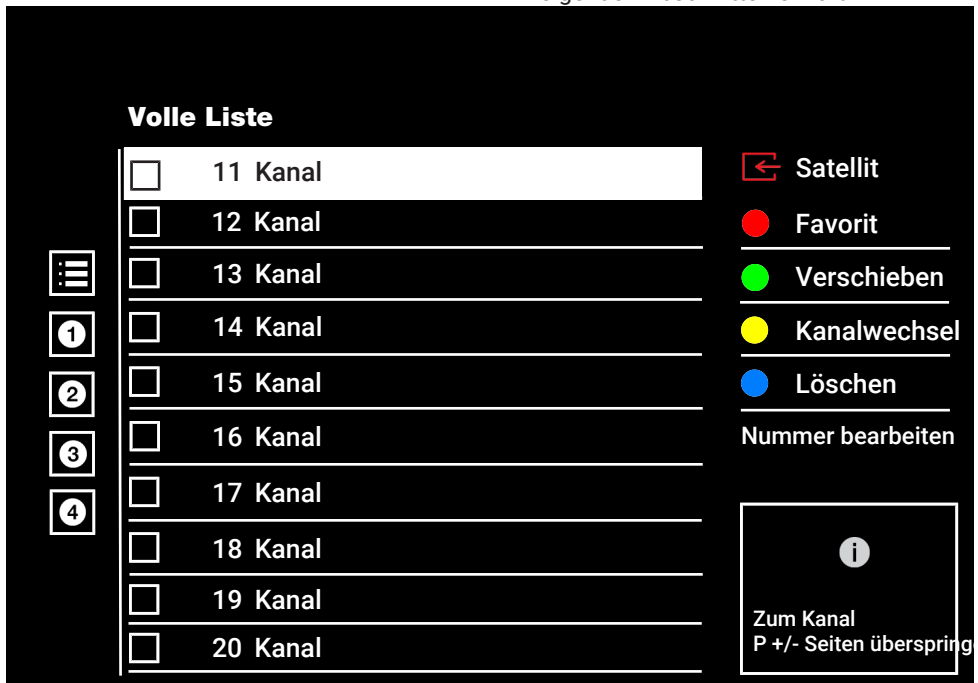 Volle Liste
11 Kanal
12 Kanal
13 Kanal
14 Kanal
15 Kanal
16 Kanal
17 Kanal
18 Kanal
19 Kanal
20 Kanal
1
2
3
4
Satellit
Favorit
Verschieben
Kanalwechsel
Löschen
Nummer bearbeiten
i
Zum Kanal
P +/- Seiten überspringe